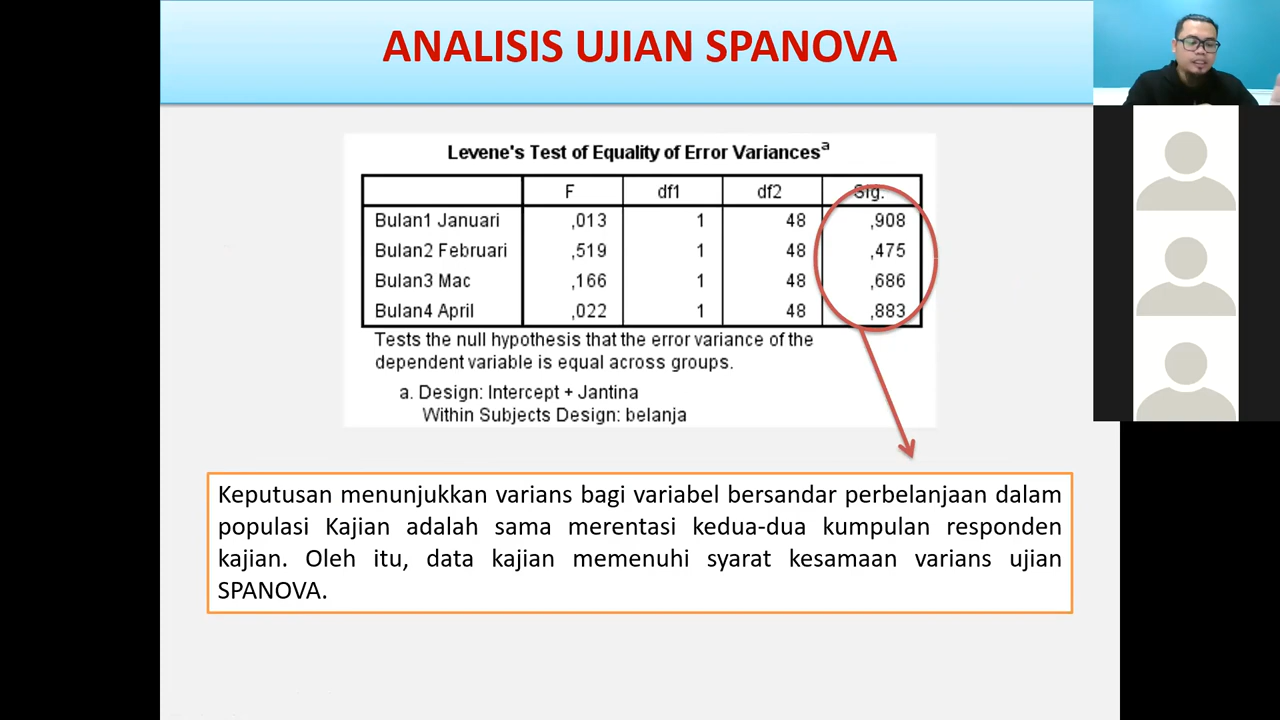 ANALISIS UJIAN SPANOVA
Levene's Test of Equality of Error Variancesa
F df1 df2 Sig.
Bulan1 Januari ,013 1 48 ,908
Bulan2 Februari ,519 1 48 ,475
Bulan3 Mac ,166 1 48 ,686
Bulan4 April ,022 1 48 ,883
Tests the null hypothesis that the error variance of the
dependent variable is equal across groups.
a. Design: Intercept + Jantina
Within Subjects Design: belanja
Keputusan menunjukkan varians bagi variabel bersandar perbelanjaan dalam
populasi Kajian adalah sama merentasi kedua-dua kumpulan responden
kajian. Oleh itu, data kajian memenuhi syarat kesamaan varians ujian
SPANOVA.